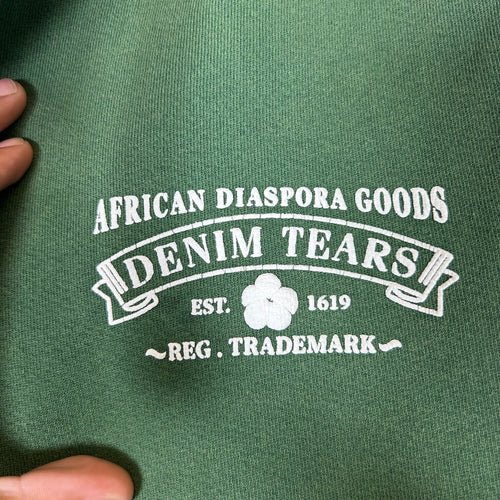 AFRICAN DIASPORA GOODS
DENIM TEARS
EST. 1619
~REG . TRADEMARK~